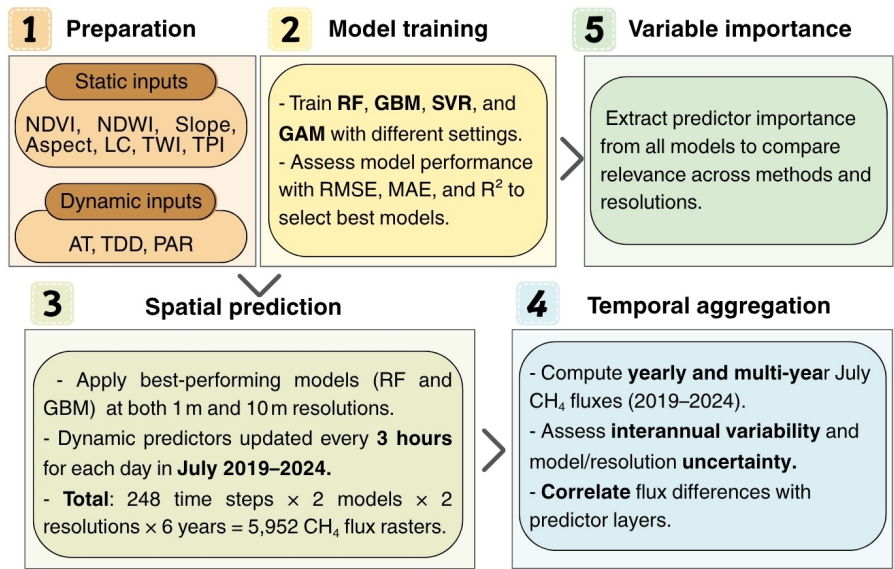 1 Preparation
Static inputs
NDVI, NDWI, Slope,
Aspect, LC, TWI, TPI
Dynamic inputs
AT, TDD, PAR
2 Model training
- Train RF, GBM, SVR, and
GAM with different settings.
- Assess model performance
with RMSE, MAE, and R² to
select best models.
5 Variable importance
Extract predictor importance
from all models to compare
relevance across methods and
resolutions.
3 Spatial prediction
- Apply best-performing models (RF and
GBM) at both 1 m and 10 m resolutions.
- Dynamic predictors updated every 3 hours
for each day in July 2019–2024.
- Total: 248 time steps × 2 models × 2
resolutions × 6 years = 5,952 CH₄ flux rasters.
4 Temporal aggregation
- Compute yearly and multi-year July
CH₄ fluxes (2019–2024).
- Assess interannual variability and
model/resolution uncertainty.
- Correlate flux differences with
predictor layers.